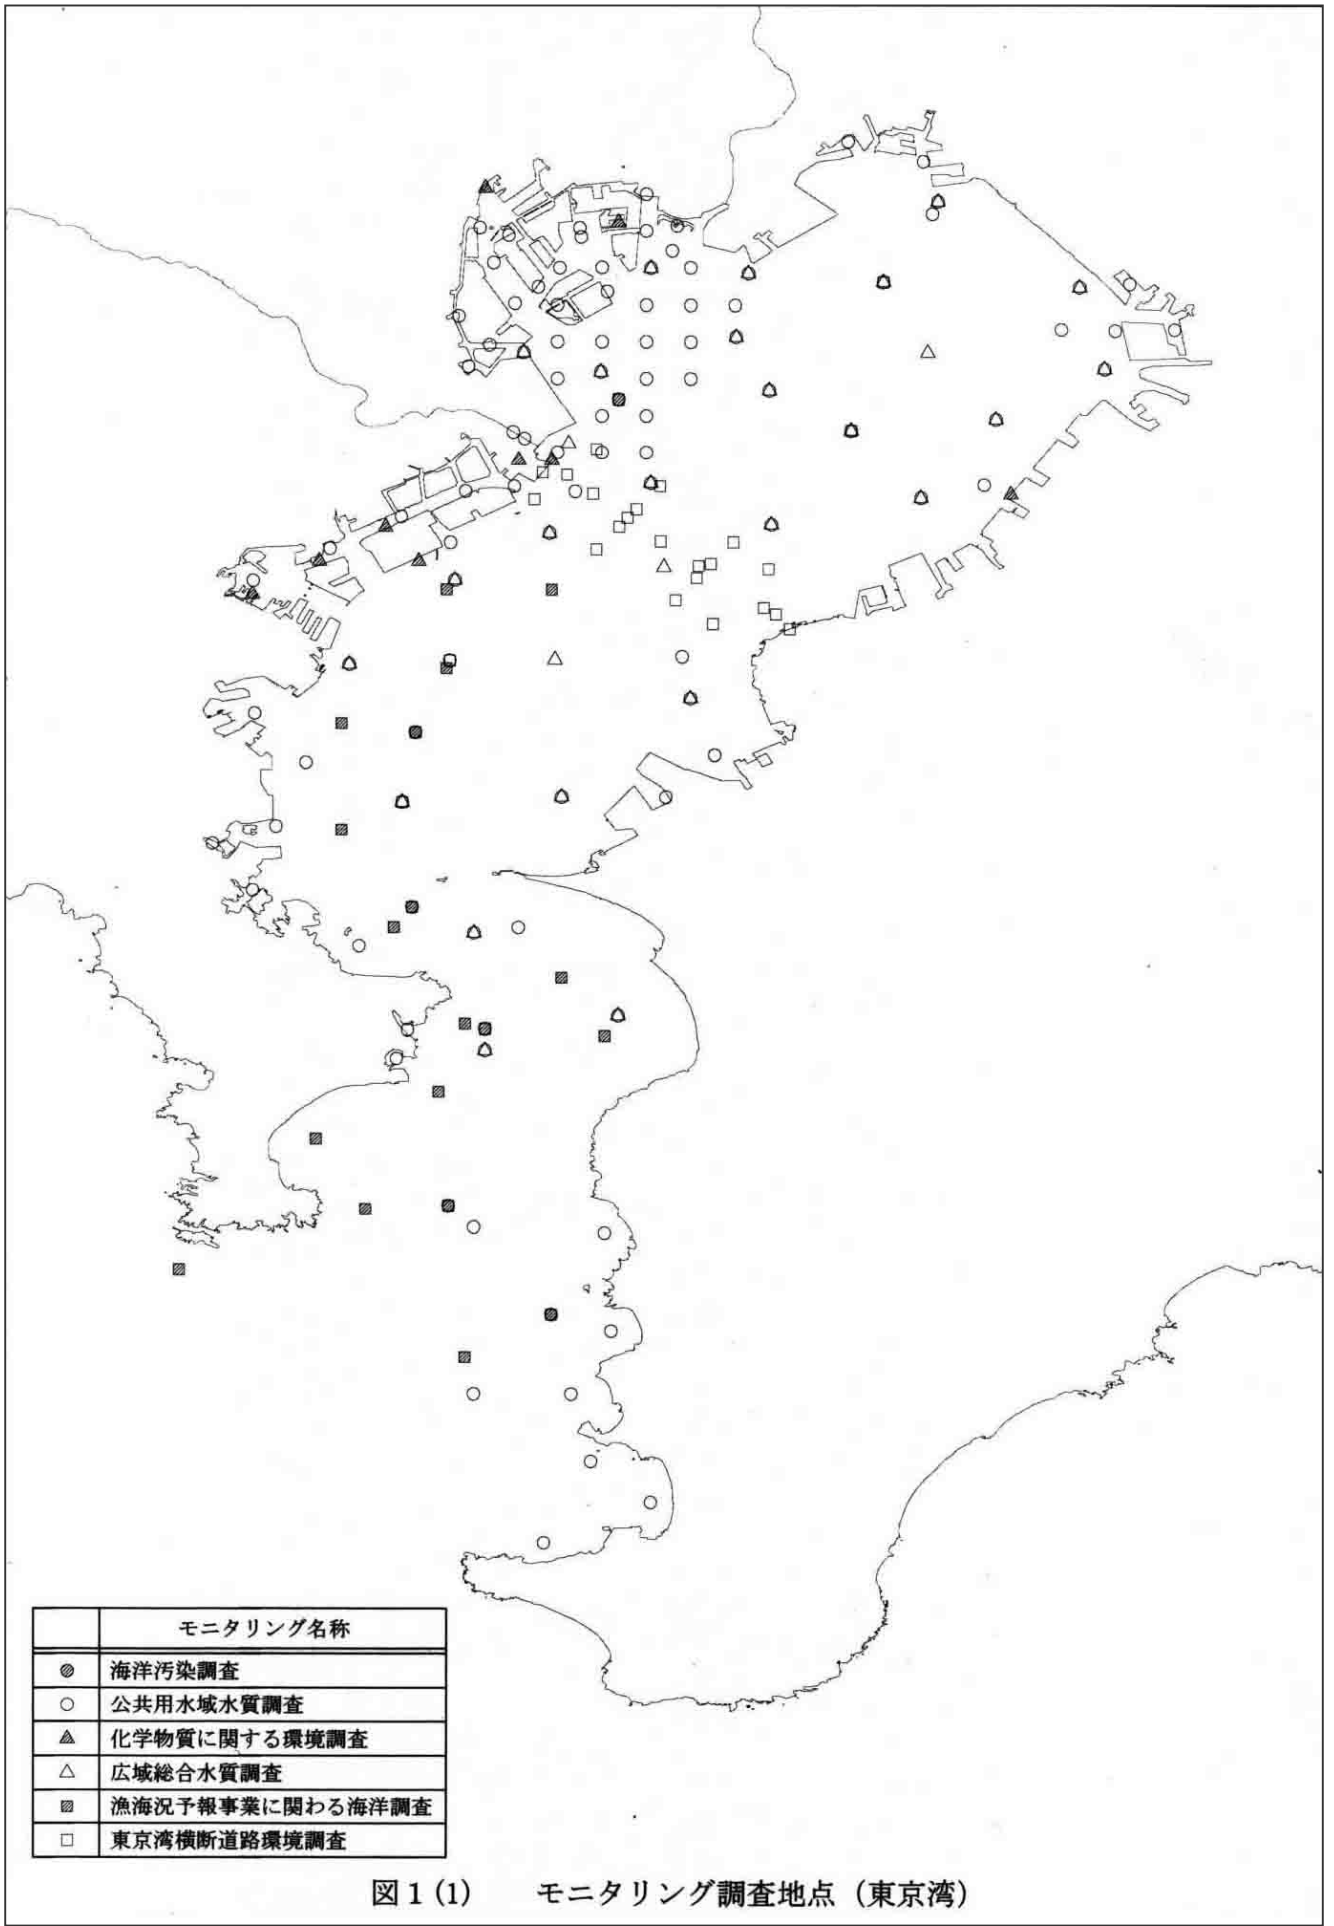 モニタリング名称
海洋汚染調査
公共用水域水質調査
化学物質に関する環境調査
広域総合水質調査
漁海況予報事業に関わる海洋調査
東京湾横断道路環境調査
図1(1) モニタリング調査地点（東京湾）